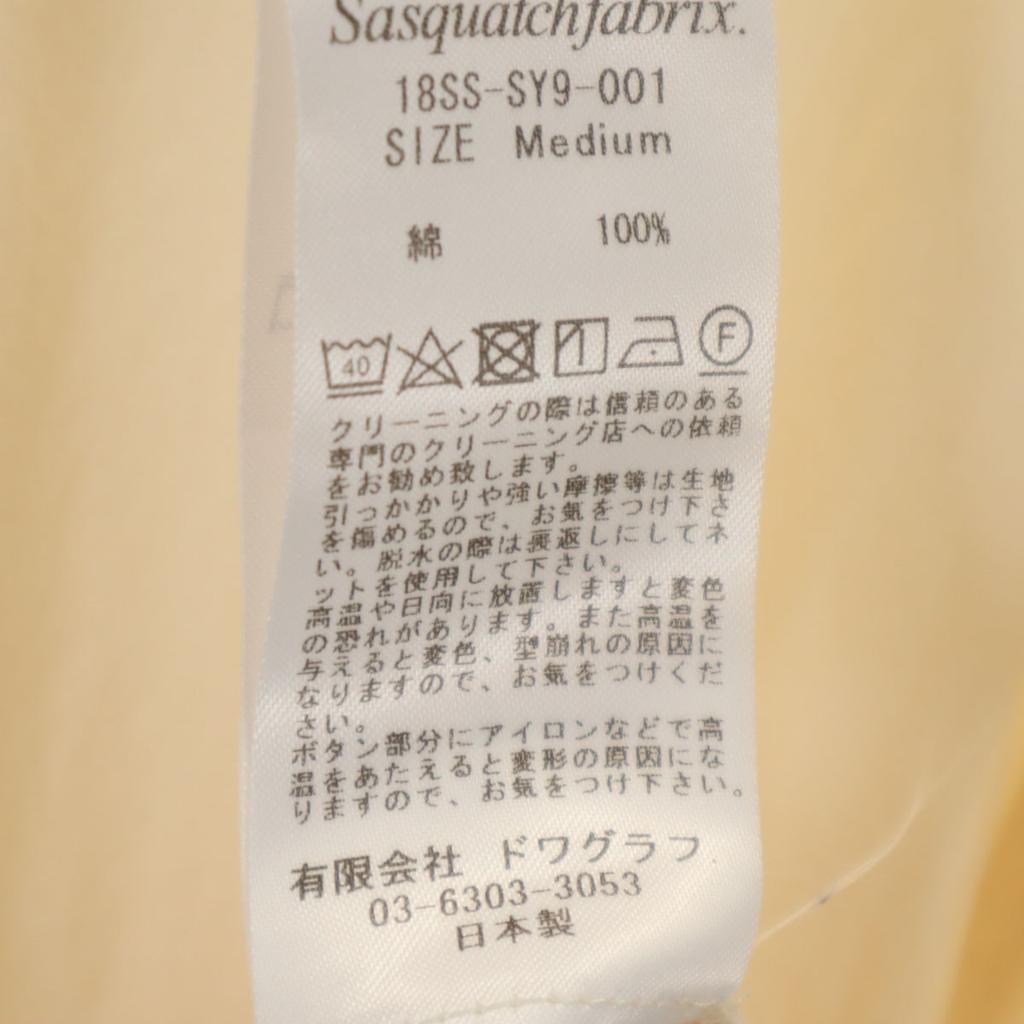 Sasquatchfabrix.
18SS-SY9-001
SIZE Medium
綿 100%
40 F
クリーニングの際は信頼のある
専門のクリーニング店への依頼
をお勧め致します。
引っかかりや強い摩擦等は生地
を傷めるので、お気をつけ下さ
い。脱水の際は裏返しにしてネ
ットを使用して下さい。
高温や日向に放置しますと変色
の恐れがあります。また高温を
与えると変色、型崩れの原因に
なりますので、お気をつけくだ
さい。
ボタン部分にアイロンなどで高
温をあたえると変形の原因にな
りますので、お気をつけ下さい。
有限会社 ドワグラフ
03-6303-3053
日本製